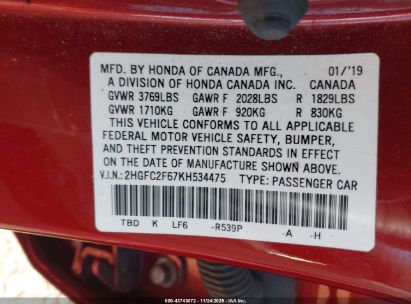 MFD. BY HONDA OF CANADA MFG., 01/'19
A DIVISION OF HONDA CANADA INC. CANADA
GVWR 3769LBS GAWR F 2028LBS R 1829LBS
GVWR 1710KG GAWR F 920KG R 830KG
THIS VEHICLE CONFORMS TO ALL APPLICABLE
FEDERAL MOTOR VEHICLE SAFETY, BUMPER,
AND THEFT PREVENTION STANDARDS IN EFFECT
ON THE DATE OF MANUFACTURE SHOWN ABOVE.
V.I.N.: 2HGFC2F67KH534475 TYPE: PASSENGER CAR
TBD K LF6 -R539P -A -H